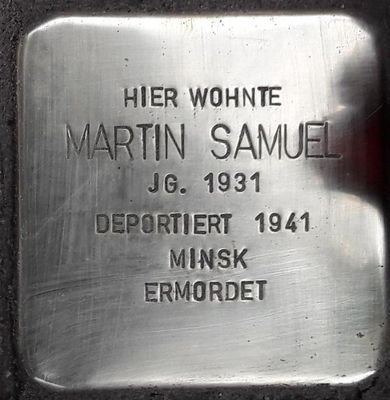 HIER WOHNTE
MARTIN SAMUEL
JG. 1931
DEPORTIERT 1941
MINSK
ERMORDET